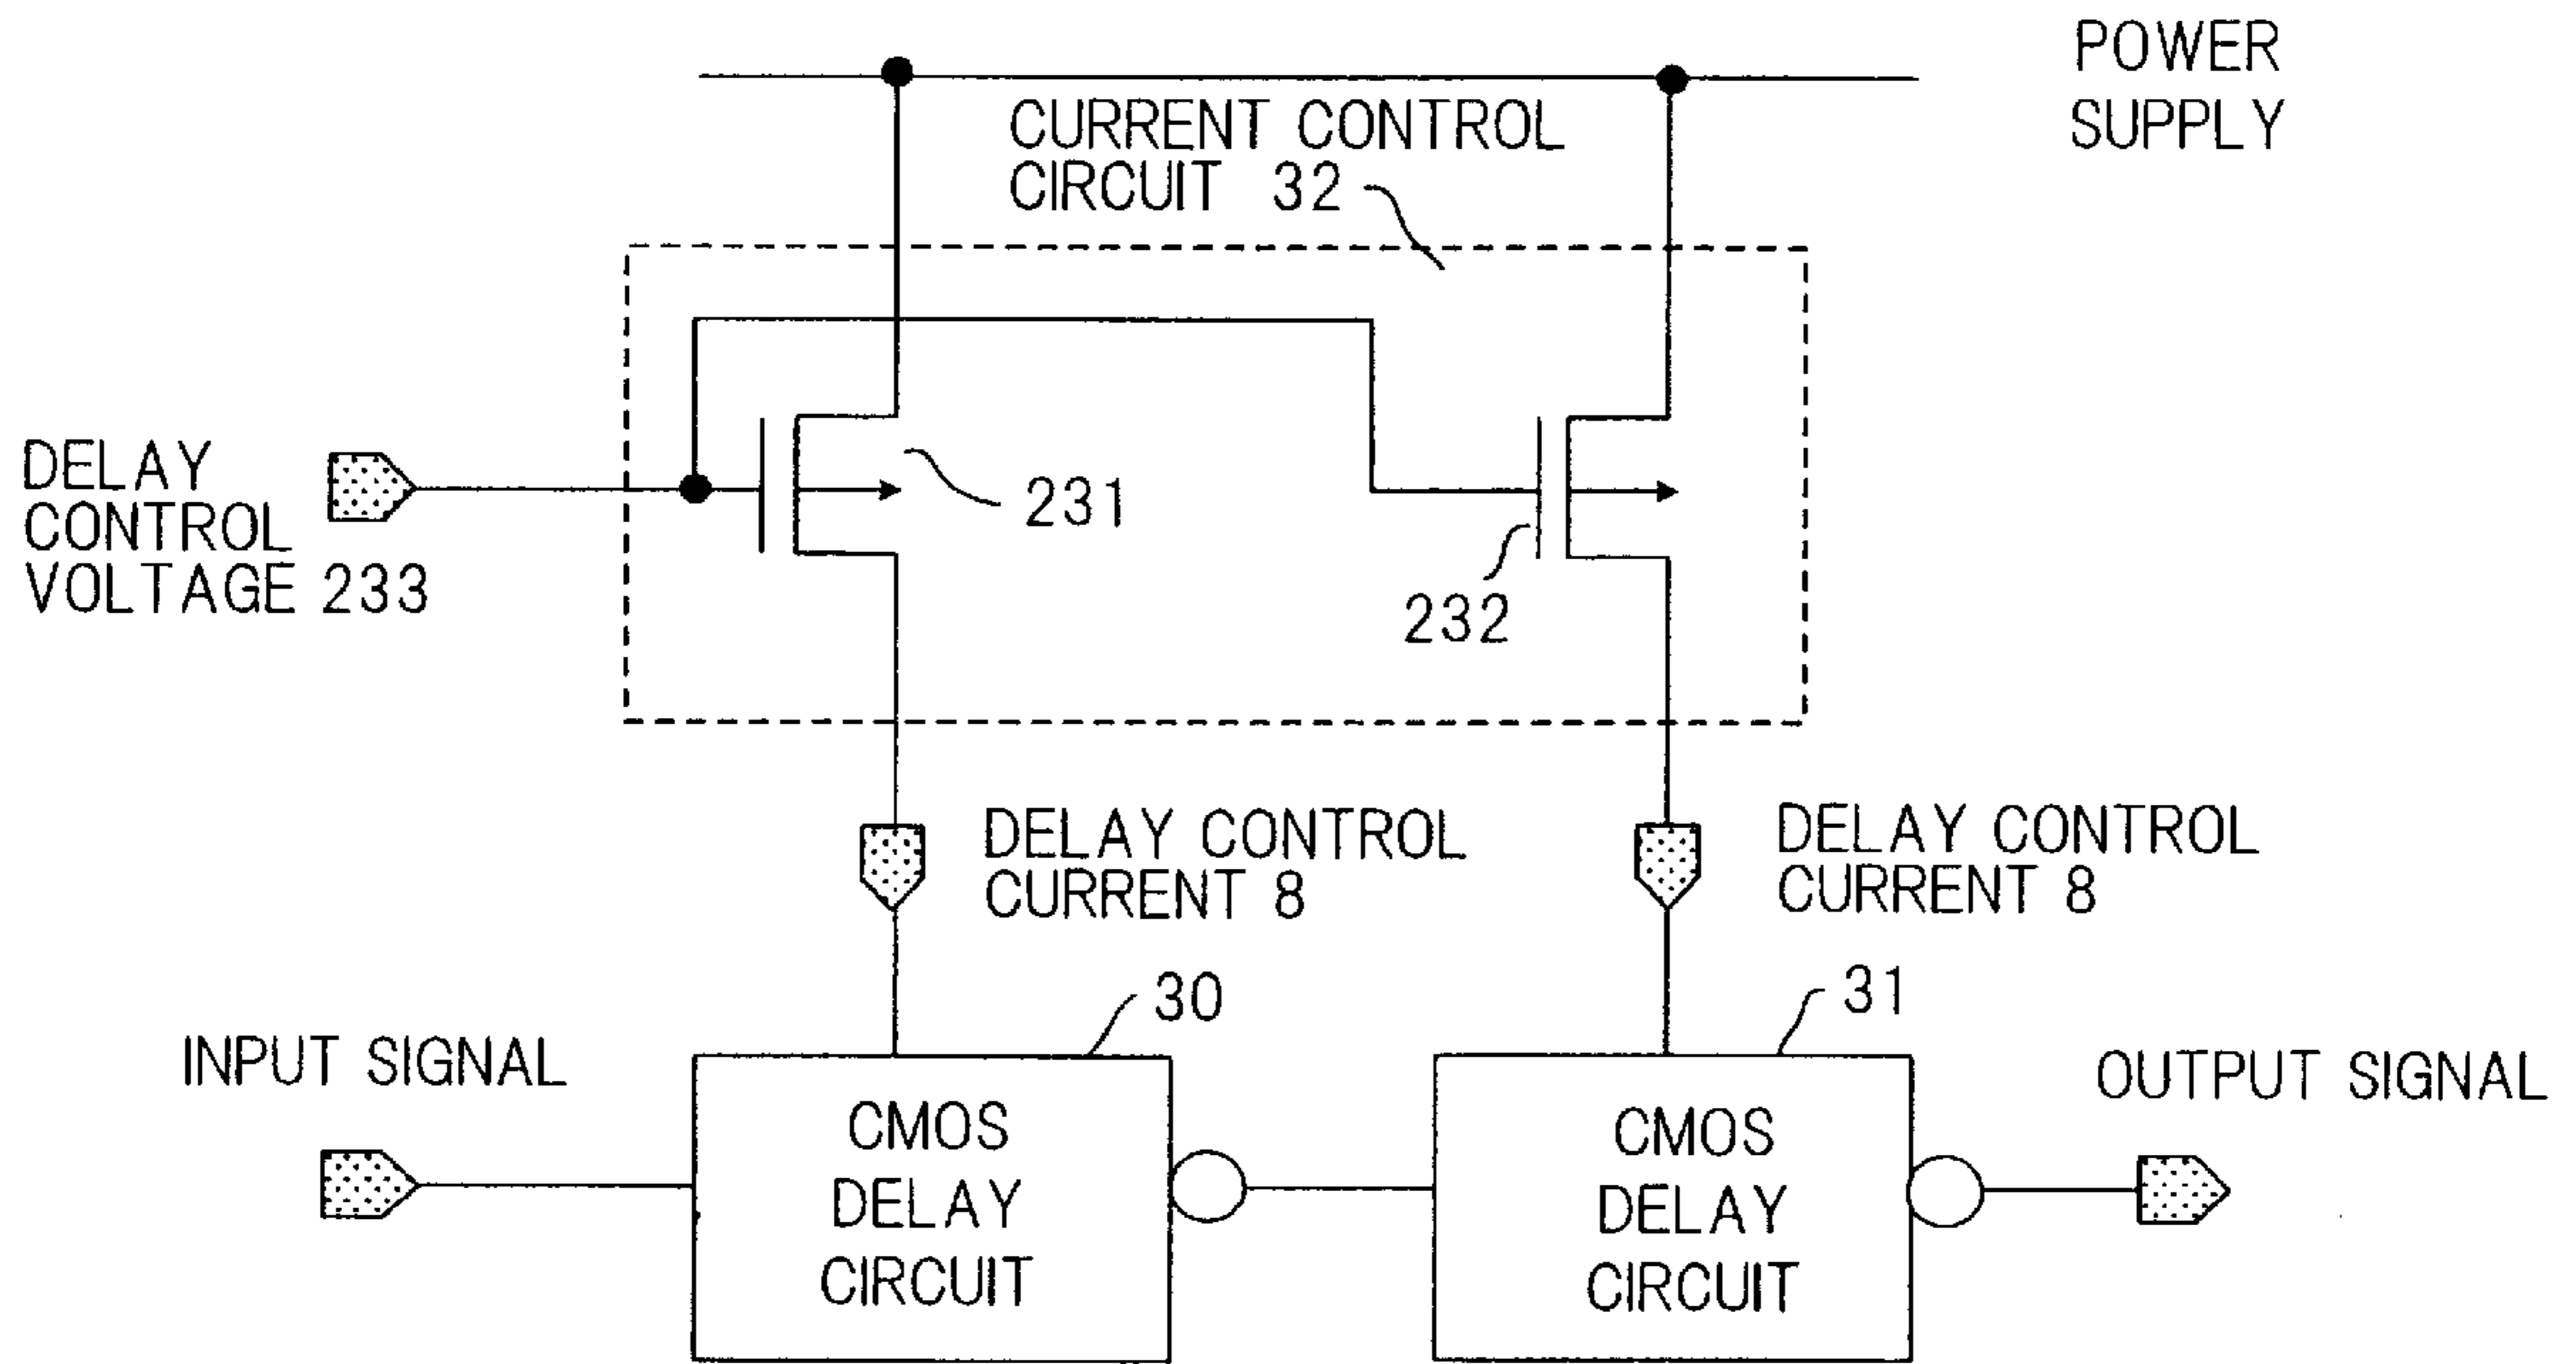 POWER
SUPPLY
CURRENT CONTROL
CIRCUIT 32
DELAY
CONTROL
VOLTAGE 233
231
232
DELAY CONTROL
CURRENT 8
DELAY CONTROL
CURRENT 8
30
31
INPUT SIGNAL
CMOS
DELAY
CIRCUIT
CMOS
DELAY
CIRCUIT
OUTPUT SIGNAL